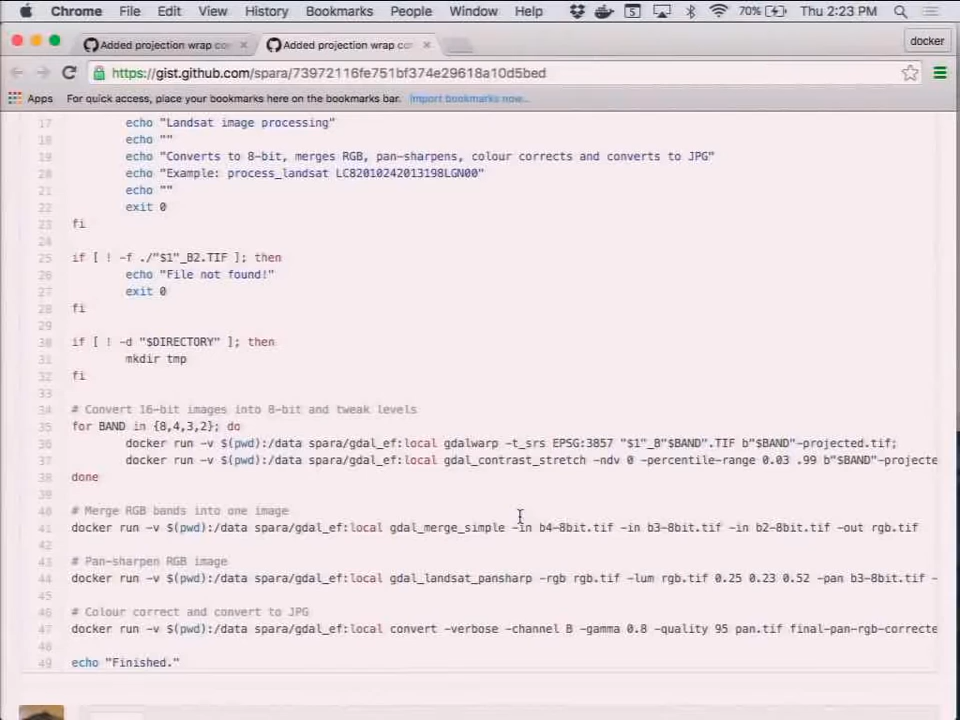 Chrome File Edit View History Bookmarks People Window Help 70% Thu 2:23 PM
Added projection wrap co Added projection wrap co docker
https://gist.github.com/spara/73972116fe751bf374e29618a10d5bed
Apps For quick access, place your bookmarks here on the bookmarks bar. Import bookmarks now...
17 echo "Landsat image processing"
18 echo ""
19 echo "Converts to 8-bit, merges RGB, pan-sharpens, colour corrects and converts to JPG"
20 echo "Example: process_landsat LC82010242013198LGN00"
21 echo ""
22 exit 0
23 fi
24
25 if [ ! -f ./"$1"_B2.TIF ]; then
26 echo "File not found!"
27 exit 0
28 fi
29
30 if [ ! -d "$DIRECTORY" ]; then
31 mkdir tmp
32 fi
33
34 # Convert 16-bit images into 8-bit and tweak levels
35 for BAND in {8,4,3,2}; do
36 docker run -v $(pwd):/data spara/gdal_ef:local gdalwarp -t_srs EPSG:3857 "$1"_B"$BAND".TIF b"$BAND"-projected.tif;
37 docker run -v $(pwd):/data spara/gdal_ef:local gdal_contrast_stretch -ndv 0 -percentile-range 0.03 .99 b"$BAND"-projecte
38 done
39
40 # Merge RGB bands into one image
41 docker run -v $(pwd):/data spara/gdal_ef:local gdal_merge_simple -in b4-8bit.tif -in b3-8bit.tif -in b2-8bit.tif -out rgb.tif
42
43 # Pan-sharpen RGB image
44 docker run -v $(pwd):/data spara/gdal_ef:local gdal_landsat_pansharp -rgb rgb.tif -lum rgb.tif 0.25 0.23 0.52 -pan b3-8bit.tif -
45
46 # Colour correct and convert to JPG
47 docker run -v $(pwd):/data spara/gdal_ef:local convert -verbose -channel B -gamma 0.8 -quality 95 pan.tif final-pan-rgb-correcte
48
49 echo "Finished."